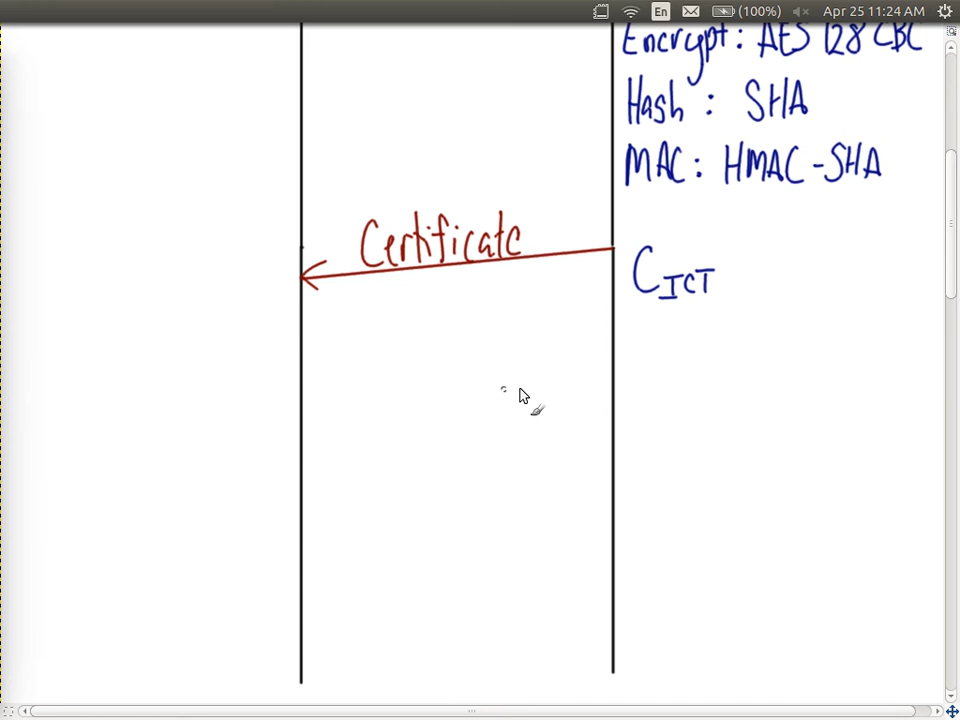 En (100%) Apr 25 11:24 AM
Encrypt: AES 128 CBC
Hash: SHA
MAC: HMAC-SHA
Certificate
CICT